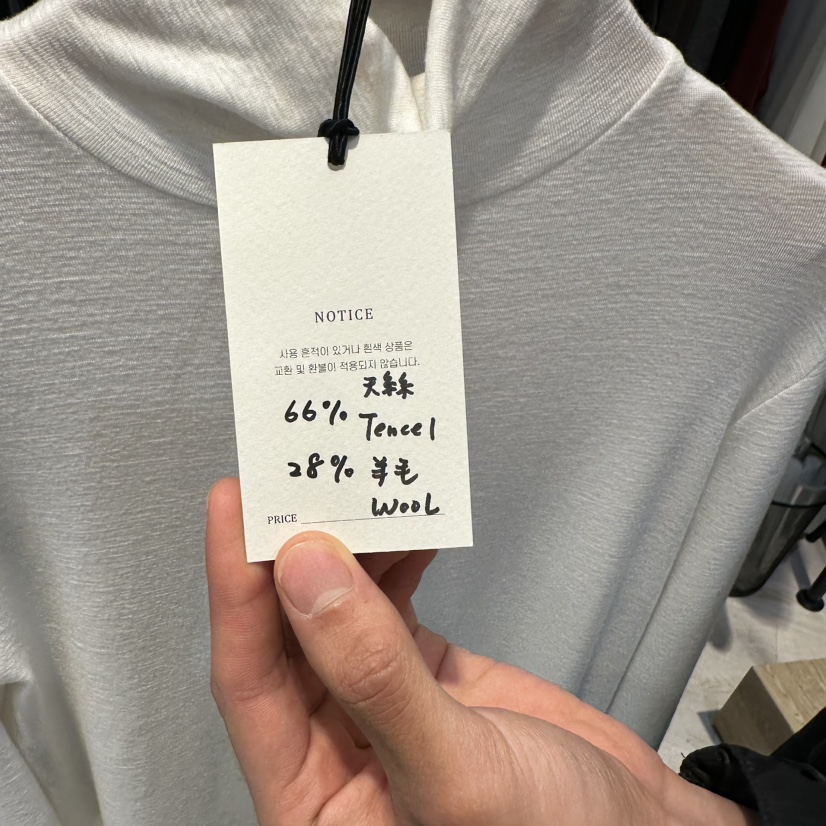 NOTICE
사용 흔적이 있거나 흰색 상품은
교환 및 환불이 적용되지 않습니다.
天絲
66% Tencel
28% 羊毛
WOOL
PRICE